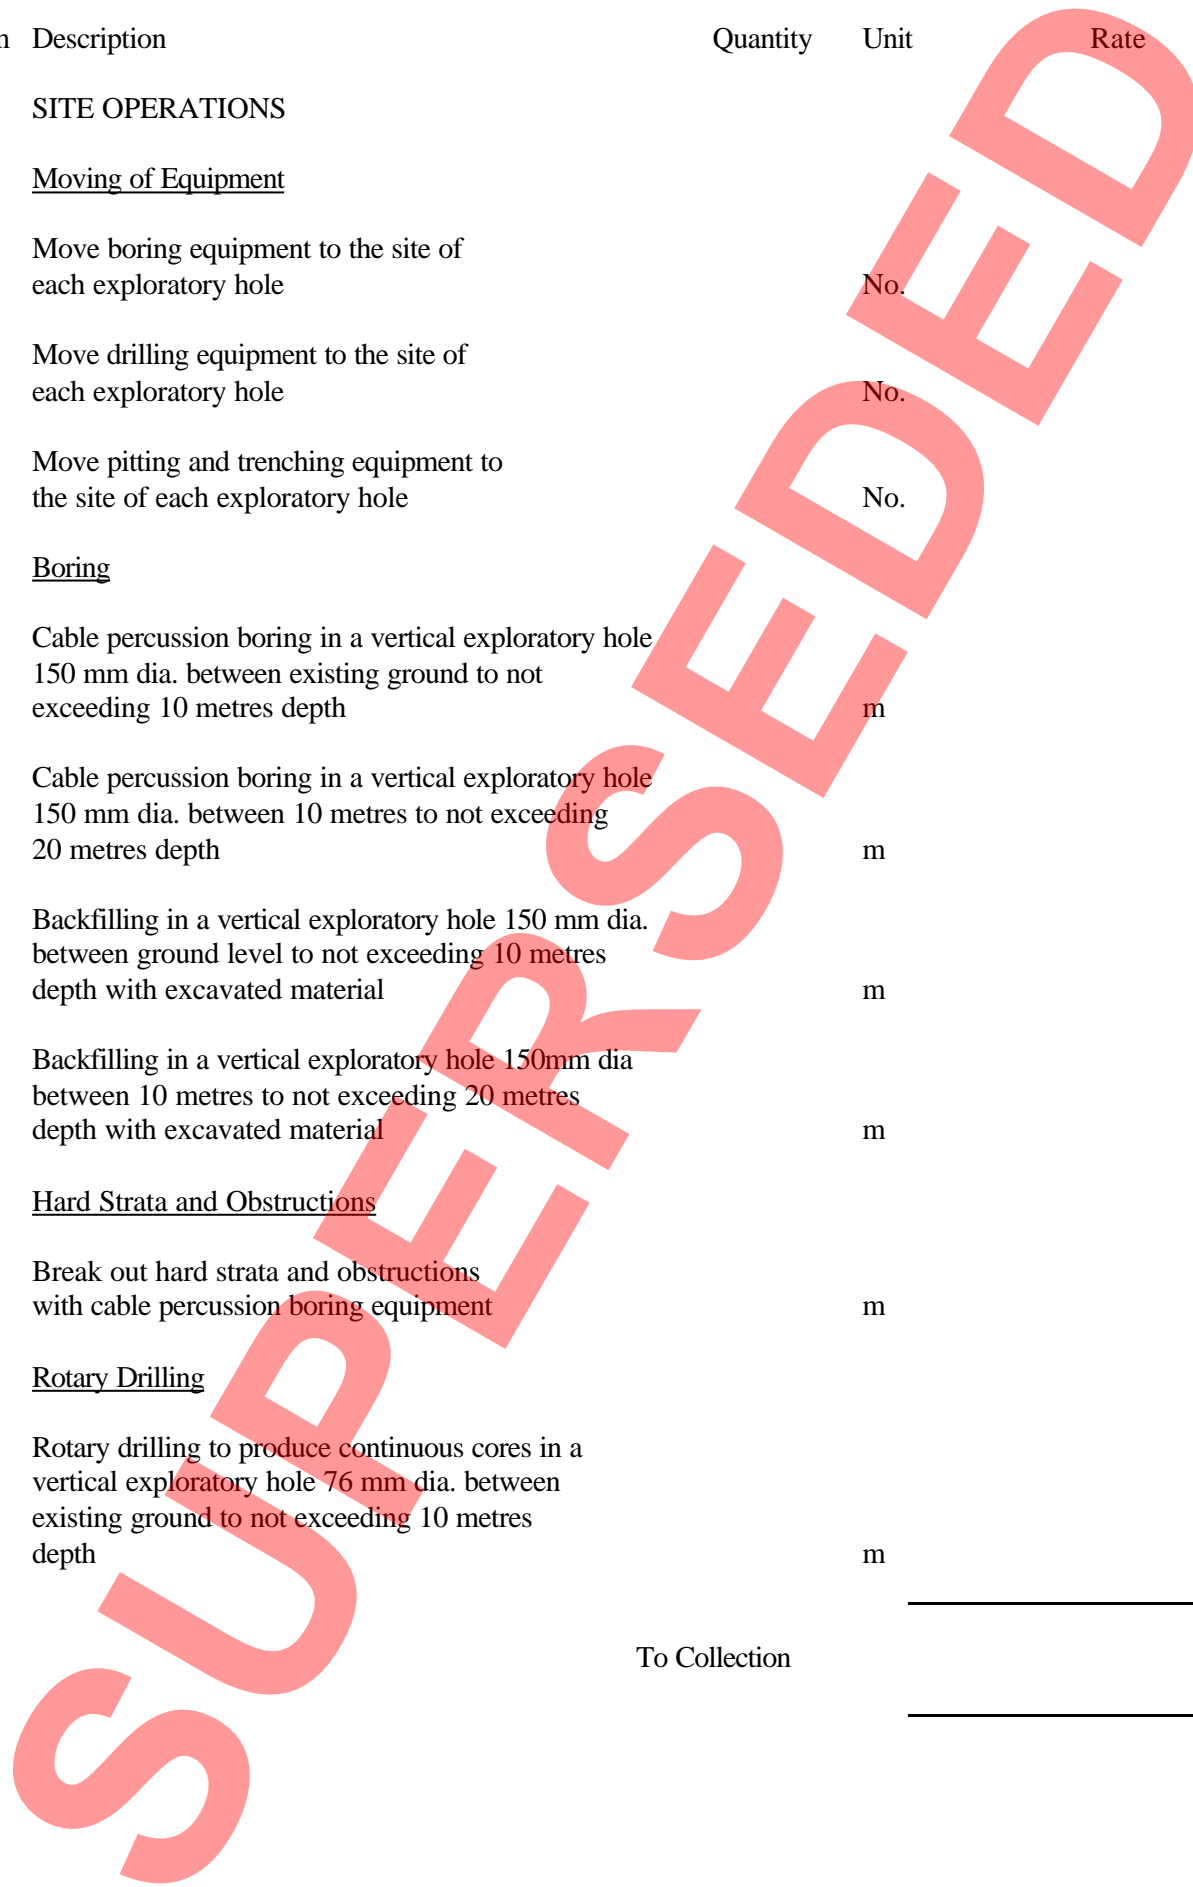 n Description Quantity Unit Rate
SITE OPERATIONS
Moving of Equipment
Move boring equipment to the site of
each exploratory hole No.
Move drilling equipment to the site of
each exploratory hole No.
Move pitting and trenching equipment to
the site of each exploratory hole No.
Boring
Cable percussion boring in a vertical exploratory hole
150 mm dia. between existing ground to not
exceeding 10 metres depth m
Cable percussion boring in a vertical exploratory hole
150 mm dia. between 10 metres to not exceeding
20 metres depth m
Backfilling in a vertical exploratory hole 150 mm dia.
between ground level to not exceeding 10 metres
depth with excavated material m
Backfilling in a vertical exploratory hole 150mm dia
between 10 metres to not exceeding 20 metres
depth with excavated material m
Hard Strata and Obstructions
Break out hard strata and obstructions
with cable percussion boring equipment m
Rotary Drilling
Rotary drilling to produce continuous cores in a
vertical exploratory hole 76 mm dia. between
existing ground to not exceeding 10 metres
depth m
To Collection
SUPERSEDED